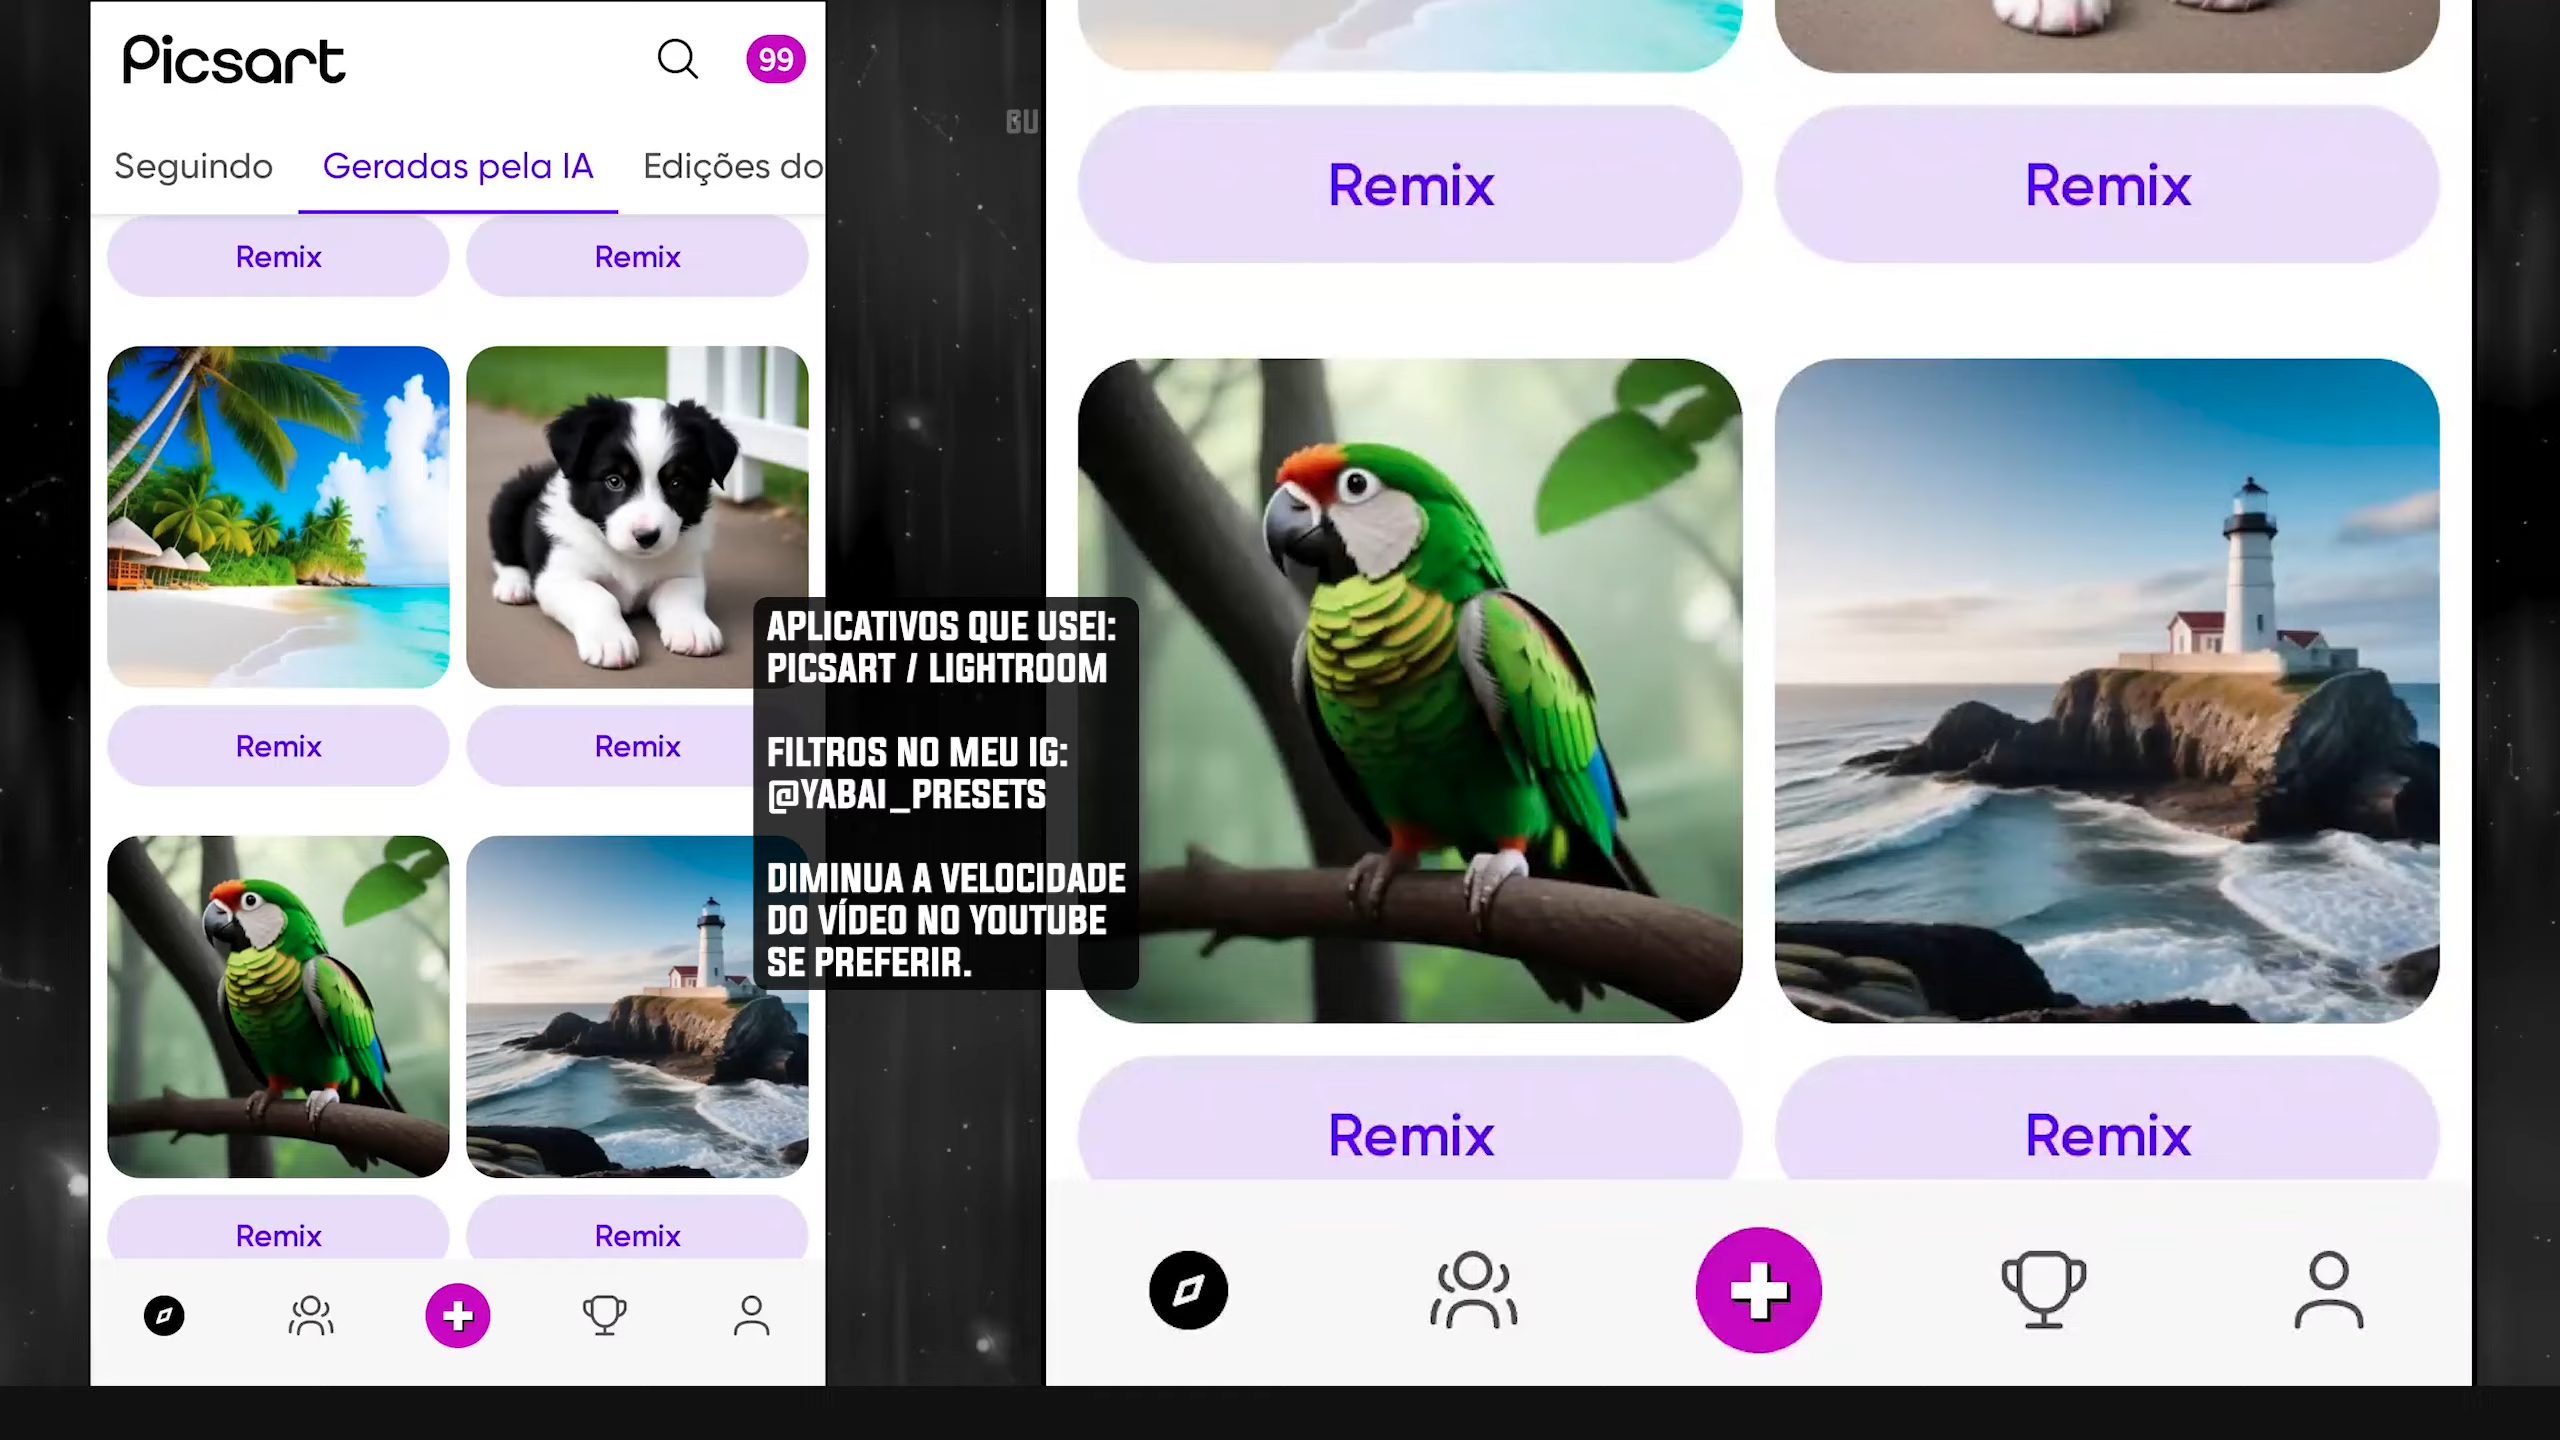 Picsart
99
Seguindo
Geradas pela IA
Edições do
Remix
Remix
Remix
Remix
Remix
Remix
BU
APLICATIVOS QUE USEI:
PICSART / LIGHTROOM
FILTROS NO MEU IG:
@YABAI_PRESETS
DIMINUA A VELOCIDADE
DO VÍDEO NO YOUTUBE
SE PREFERIR.
Remix
Remix
Remix
Remix